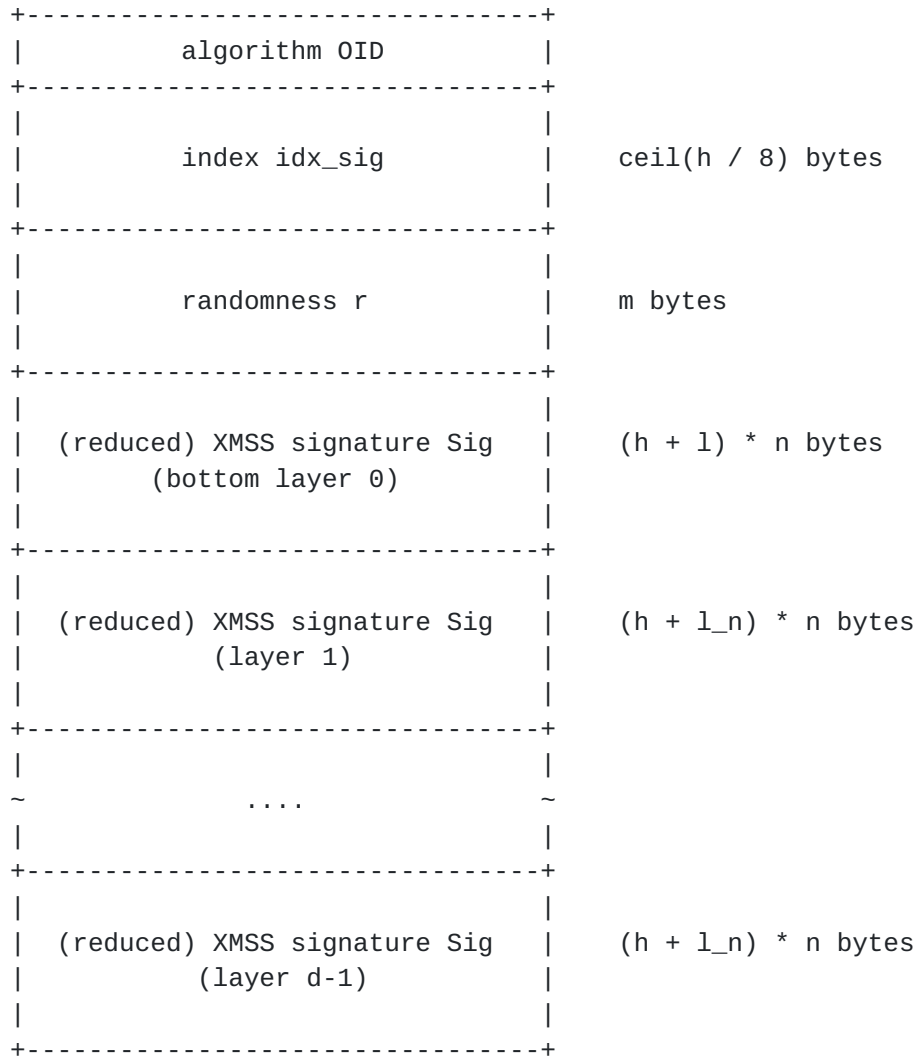 +---------------------------------+
|          algorithm OID          |
+---------------------------------+
|                                 |
|          index idx_sig          |    ceil(h / 8) bytes
|                                 |
+---------------------------------+
|                                 |
|          randomness r           |    m bytes
|                                 |
+---------------------------------+
|                                 |
|  (reduced) XMSS signature Sig   |    (h + l) * n bytes
|        (bottom layer 0)         |
|                                 |
+---------------------------------+
|                                 |
|  (reduced) XMSS signature Sig   |    (h + l_n) * n bytes
|            (layer 1)            |
|                                 |
+---------------------------------+
|                                 |
~              ....               ~
|                                 |
+---------------------------------+
|                                 |
|  (reduced) XMSS signature Sig   |    (h + l_n) * n bytes
|           (layer d-1)           |
|                                 |
+---------------------------------+